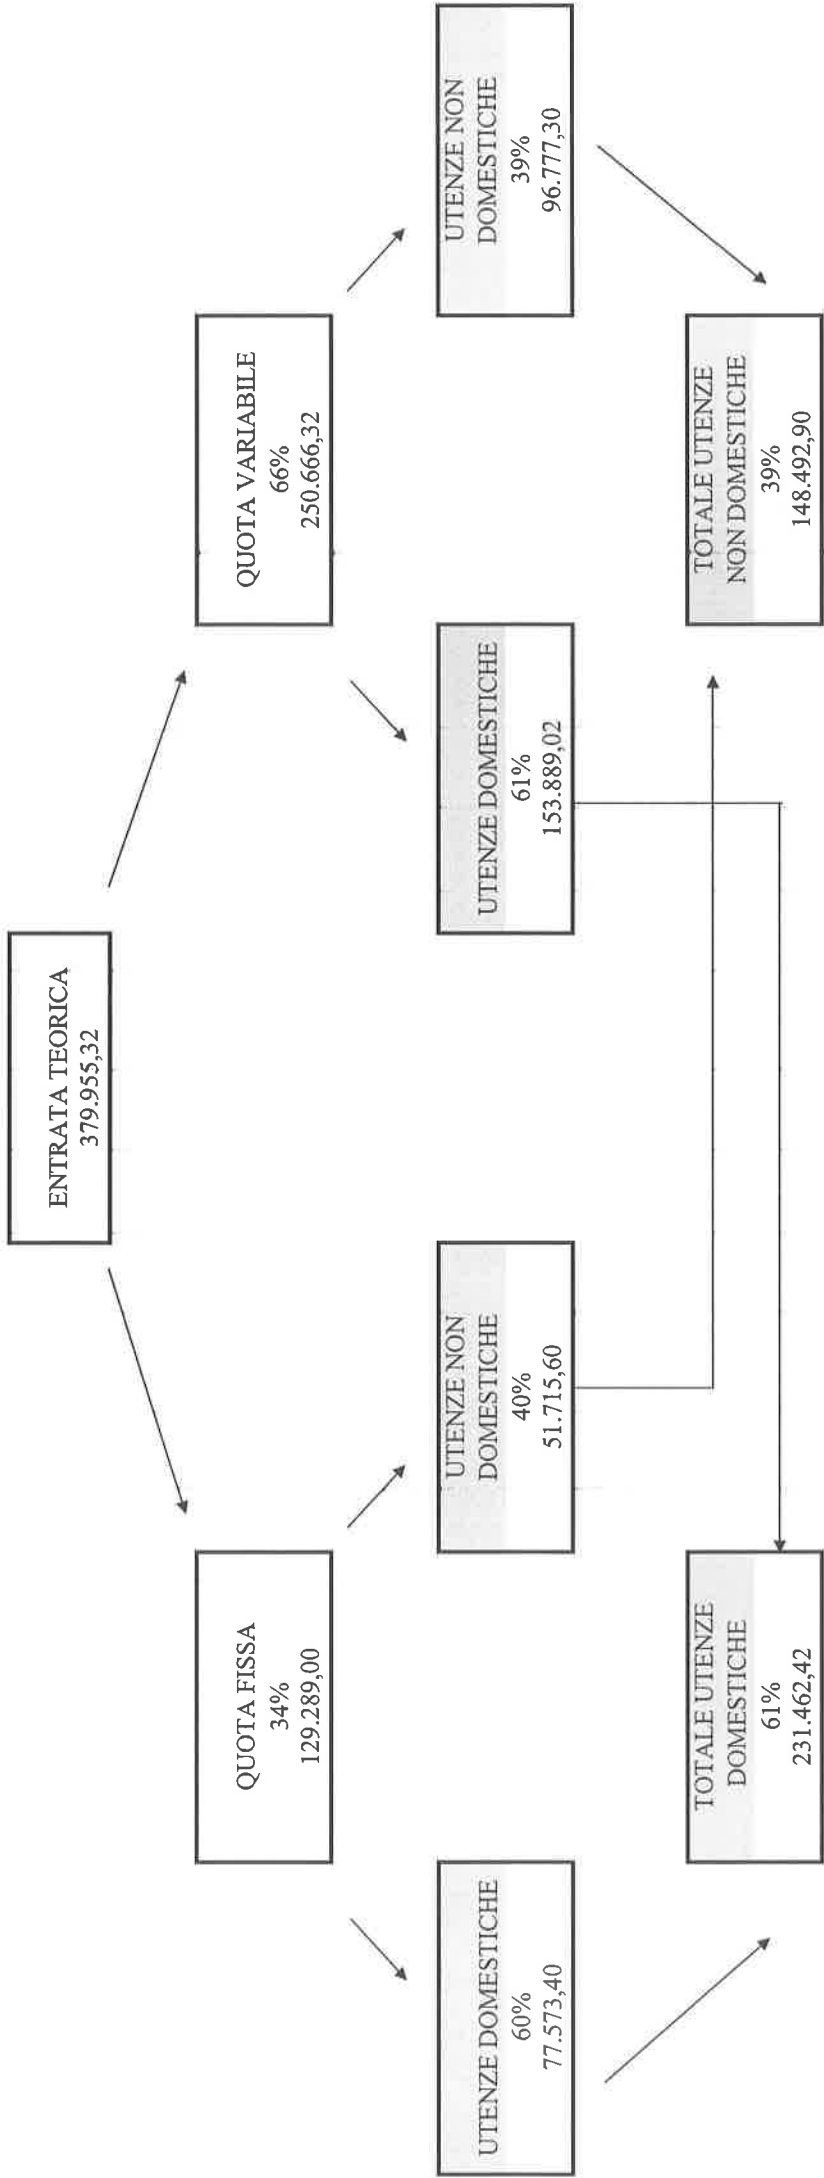 ENTRATA TEORICA
379.955,32
QUOTA FISSA
34%
129.289,00
QUOTA VARIABILE
66%
250.666,32
UTENZE DOMESTICHE
60%
77.573,40
UTENZE NON
DOMESTICHE
40%
51.715,60
UTENZE DOMESTICHE
61%
153.889,02
UTENZE NON
DOMESTICHE
39%
96.777,30
TOTALE UTENZE
DOMESTICHE
61%
231.462,42
TOTALE UTENZE
NON DOMESTICHE
39%
148.492,90